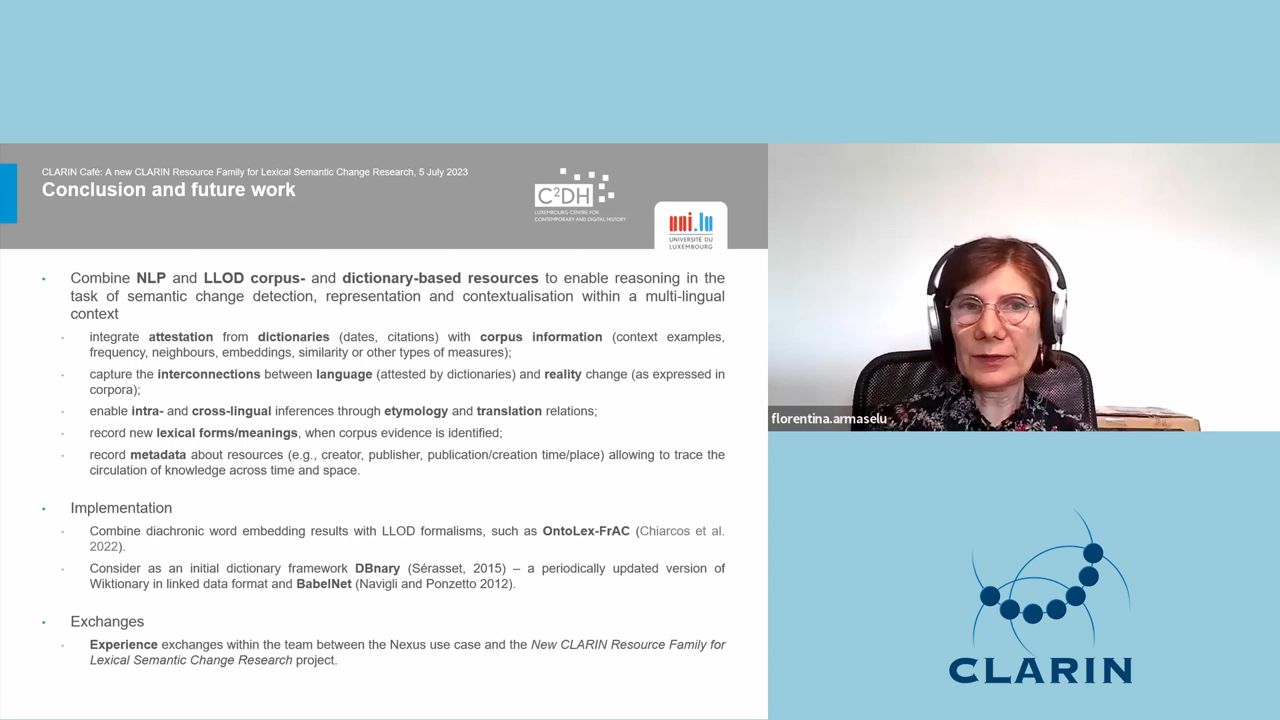 CLARIN Café: A new CLARIN Resource Family for Lexical Semantic Change Research, 5 July 2023
Conclusion and future work
C²DH
LUXEMBOURG CENTRE FOR
CONTEMPORARY AND DIGITAL HISTORY
uni.lu
UNIVERSITÉ DU
LUXEMBOURG
Combine NLP and LLOD corpus- and dictionary-based resources to enable reasoning in the
task of semantic change detection, representation and contextualisation within a multi-lingual
context
integrate attestation from dictionaries (dates, citations) with corpus information (context examples,
frequency, neighbours, embeddings, similarity or other types of measures);
capture the interconnections between language (attested by dictionaries) and reality change (as expressed in
corpora);
enable intra- and cross-lingual inferences through etymology and translation relations;
record new lexical forms/meanings, when corpus evidence is identified;
record metadata about resources (e.g., creator, publisher, publication/creation time/place) allowing to trace the
circulation of knowledge across time and space.
Implementation
Combine diachronic word embedding results with LLOD formalisms, such as OntoLex-FrAC (Chiarcos et al.
2022).
Consider as an initial dictionary framework DBnary (Sérasset, 2015) – a periodically updated version of
Wiktionary in linked data format and BabelNet (Navigli and Ponzetto 2012).
Exchanges
Experience exchanges within the team between the Nexus use case and the New CLARIN Resource Family for
Lexical Semantic Change Research project.
florentina.armaselu
CLARIN